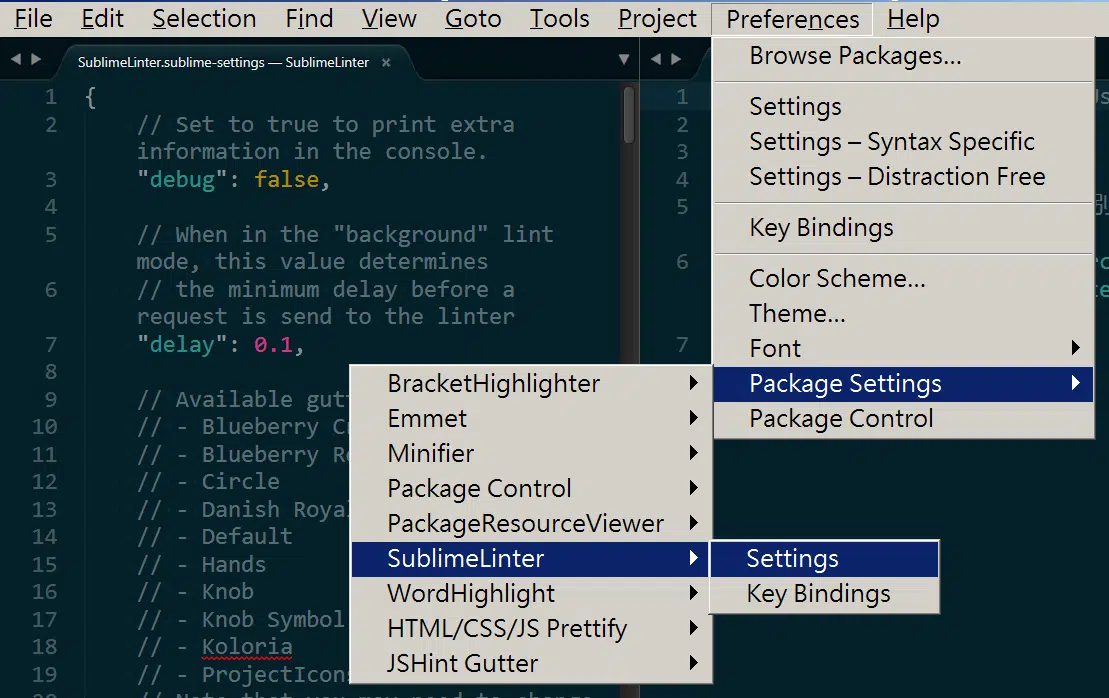 File Edit Selection Find View Goto Tools Project Preferences Help
SublimeLinter.sublime-settings — SublimeLinter ×
1 {
2 // Set to true to print extra
information in the console.
3 "debug": false,
4
5 // When in the "background" lint
mode, this value determines
6 // the minimum delay before a
request is send to the linter
7 "delay": 0.1,
8
9 // Available
10 // - Blueberry
11 // - Blueberry
12 // - Circle
13 // - Danish
14 // - Default
15 // - Hands
16 // - Knob
17 // - Knob Symbol
18 // - Koloria
19 // - ProjectIcons
1
2
3
4
5
6
7
Browse Packages...
Settings
Settings – Syntax Specific
Settings – Distraction Free
Key Bindings
Color Scheme...
Theme...
Font
Package Settings
Package Control
BracketHighlighter
Emmet
Minifier
Package Control
PackageResourceViewer
SublimeLinter
WordHighlight
HTML/CSS/JS Prettify
JSHint Gutter
Settings
Key Bindings